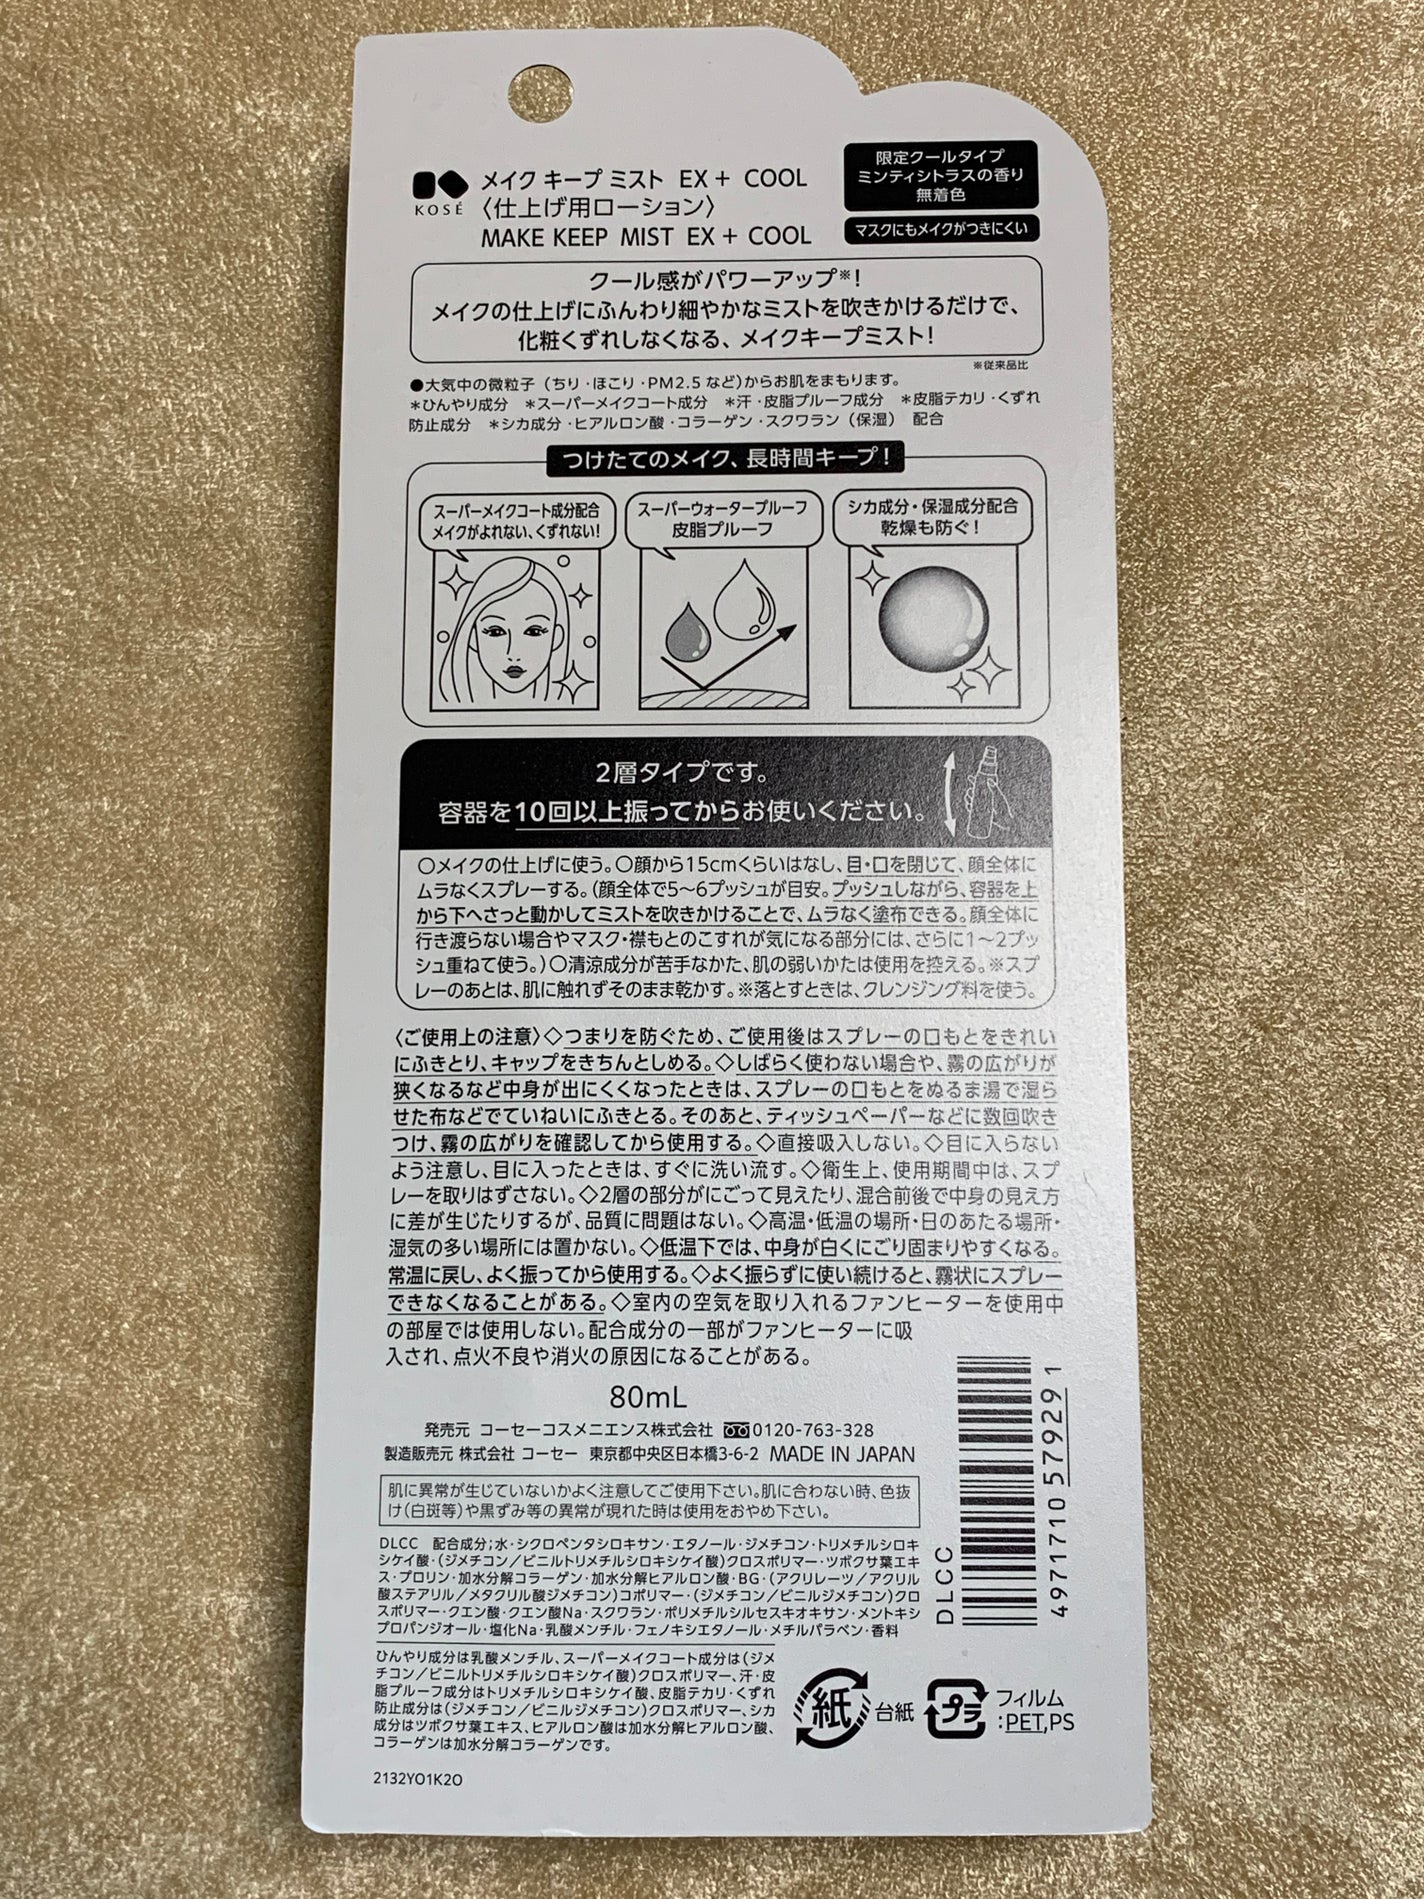 KOSÉ
メイク キープ ミスト EX + COOL
〈仕上げ用ローション〉
MAKE KEEP MIST EX + COOL
限定クールタイプ
ミンティシトラスの香り
無着色
マスクにもメイクがつきにくい
クール感がパワーアップ※!
メイクの仕上げにふんわり細やかなミストを吹きかけるだけで、
化粧くずれしなくなる、メイクキープミスト!
※従来品比
●大気中の微粒子(ちり・ほこり・PM2.5 など)からお肌をまもります。
*ひんやり成分 *スーパーメイクコート成分 *汗・皮脂プルーフ成分 *皮脂テカリ・くずれ
防止成分 *シカ成分・ヒアルロン酸・コラーゲン・スクワラン(保湿) 配合
つけたてのメイク、長時間キープ!
スーパーメイクコート成分配合
メイクがよれない、くずれない!
スーパーウォータープルーフ
皮脂プルーフ
シカ成分・保湿成分配合
乾燥も防ぐ!
2層タイプです。
容器を10回以上振ってからお使いください。
○メイクの仕上げに使う。○顔から15cmくらいはなし、目・口を閉じて、顔全体に
ムラなくスプレーする。(顔全体で5~6プッシュが目安。プッシュしながら、容器を上
から下へさっと動かしてミストを吹きかけることで、ムラなく塗布できる。顔全体に
行き渡らない場合やマスク・襟もとのこすれが気になる部分には、さらに1~2プッ
シュ重ねて使う。)○清涼成分が苦手なかた、肌の弱いかたは使用を控える。※スプ
レーのあとは、肌に触れずそのまま乾かす。※落とすときは、クレンジング料を使う。
〈ご使用上の注意〉◇つまりを防ぐため、ご使用後はスプレーの口もとをきれい
にふきとり、キャップをきちんとしめる。◇しばらく使わない場合や、霧の広がりが
狭くなるなど中身が出にくくなったときは、スプレーの口もとをぬるま湯で湿ら
せた布などでていねいにふきとる。そのあと、ティッシュペーパーなどに数回吹き
つけ、霧の広がりを確認してから使用する。◇直接吸入しない。◇目に入らない
よう注意し、目に入ったときは、すぐに洗い流す。◇衛生上、使用期間中は、スプ
レーを取りはずさない。◇2層の部分がにごって見えたり、混合前後で中身の見え方
に差が生じたりするが、品質に問題はない。◇高温・低温の場所・日のあたる場所・
湿気の多い場所には置かない。◇低温下では、中身が白くにごり固まりやすくなる。
常温に戻し、よく振ってから使用する。◇よく振らずに使い続けると、霧状にスプレー
できなくなることがある。◇室内の空気を取り入れるファンヒーターを使用中
の部屋では使用しない。配合成分の一部がファンヒーターに吸
入され、点火不良や消火の原因になることがある。
80mL
発売元 コーセーコスメニエンス株式会社 0120-763-328
製造販売元 株式会社 コーセー 東京都中央区日本橋3-6-2 MADE IN JAPAN
肌に異常が生じていないかよく注意してご使用下さい。肌に合わない時、色抜
け(白斑等)や黒ずみ等の異常が現れた時は使用をおやめ下さい。
DLCC 配合成分;水・シクロペンタシロキサン・エタノール・ジメチコン・トリメチルシロキ
シケイ酸・(ジメチコン/ビニルトリメチルシロキシケイ酸)クロスポリマー・ツボクサ葉エキ
ス・プロリン・加水分解コラーゲン・加水分解ヒアルロン酸・BG・(アクリレーツ/アクリル
酸ステアリル/メタクリル酸ジメチコン)コポリマー・(ジメチコン/ビニルジメチコン)クロ
スポリマー・クエン酸・クエン酸Na・スクワラン・ポリメチルシルセスキオキサン・メントキシ
プロパンジオール・塩化Na・乳酸メンチル・フェノキシエタノール・メチルパラベン・香料
ひんやり成分は乳酸メンチル、スーパーメイクコート成分は(ジメ
チコン/ビニルトリメチルシロキシケイ酸)クロスポリマー、汗・皮
脂プルーフ成分はトリメチルシロキシケイ酸、皮脂テカリ・くずれ
防止成分は(ジメチコン/ビニルジメチコン)クロスポリマー、シカ
成分はツボクサ葉エキス、ヒアルロン酸は加水分解ヒアルロン酸、
コラーゲンは加水分解コラーゲンです。
2132YO1K2O
DLCC
4971710 579291
紙 台紙
プラ フィルム
:PET,PS